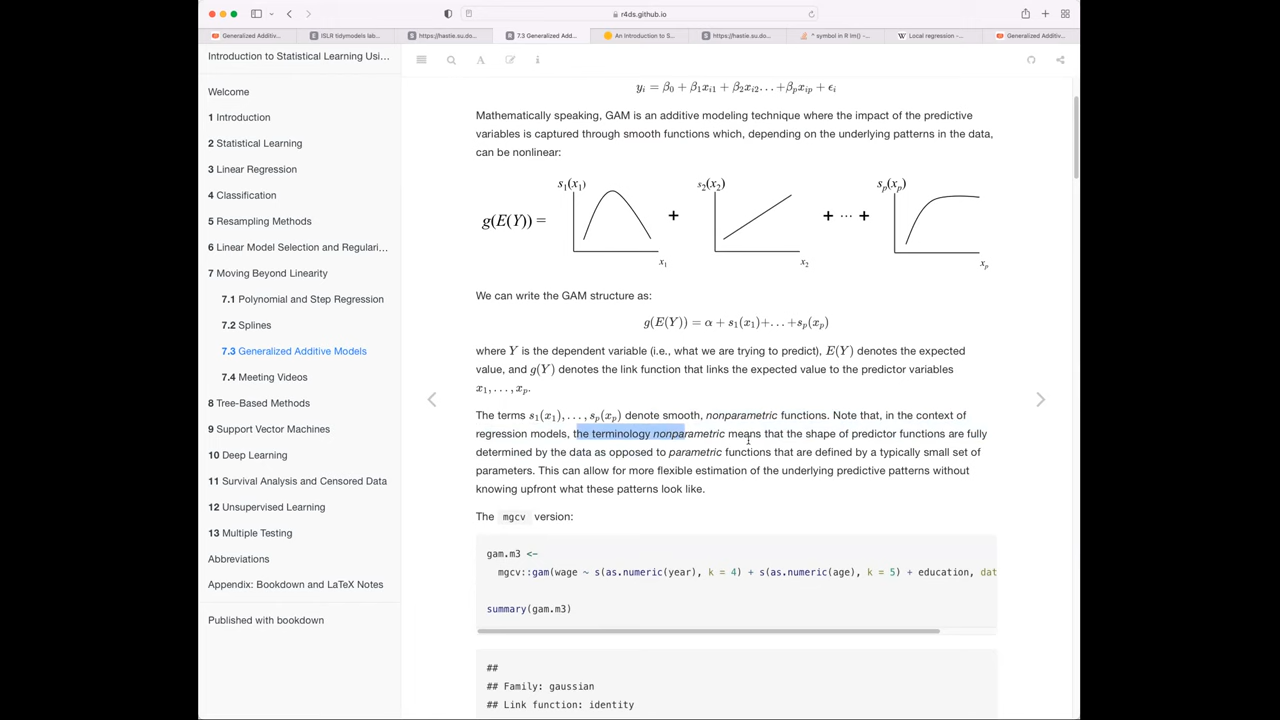 r4ds.github.io
Generalized Additiv...
ISLR tidymodels lab...
https://hastie.su.do...
7.3 Generalized Add...
An Introduction to S...
https://hastie.su.do...
^ symbol in R lm() -...
Local regression -...
Generalized Additiv...
Introduction to Statistical Learning Usi...
Welcome
1 Introduction
2 Statistical Learning
3 Linear Regression
4 Classification
5 Resampling Methods
6 Linear Model Selection and Regulari...
7 Moving Beyond Linearity
7.1 Polynomial and Step Regression
7.2 Splines
7.3 Generalized Additive Models
7.4 Meeting Videos
8 Tree-Based Methods
9 Support Vector Machines
10 Deep Learning
11 Survival Analysis and Censored Data
12 Unsupervised Learning
13 Multiple Testing
Abbreviations
Appendix: Bookdown and LaTeX Notes
Published with bookdown
yᵢ = β₀ + β₁xᵢ₁ + β₂xᵢ₂…+βₚxᵢₚ + ϵᵢ
Mathematically speaking, GAM is an additive modeling technique where the impact of the predictive
variables is captured through smooth functions which, depending on the underlying patterns in the data,
can be nonlinear:
s₁(x₁) s₂(x₂) sₚ(xₚ)
g(E(Y)) = + + ··· +
x₁ x₂ xₚ
We can write the GAM structure as:
g(E(Y)) = α + s₁(x₁)+…+sₚ(xₚ)
where Y is the dependent variable (i.e., what we are trying to predict), E(Y) denotes the expected
value, and g(Y) denotes the link function that links the expected value to the predictor variables
x₁,…,xₚ.
The terms s₁(x₁),…,sₚ(xₚ) denote smooth, nonparametric functions. Note that, in the context of
regression models, the terminology nonparametric means that the shape of predictor functions are fully
determined by the data as opposed to parametric functions that are defined by a typically small set of
parameters. This can allow for more flexible estimation of the underlying predictive patterns without
knowing upfront what these patterns look like.
The mgcv version:
gam.m3 <-
mgcv::gam(wage ~ s(as.numeric(year), k = 4) + s(as.numeric(age), k = 5) + education, dat
summary(gam.m3)
##
## Family: gaussian
## Link function: identity